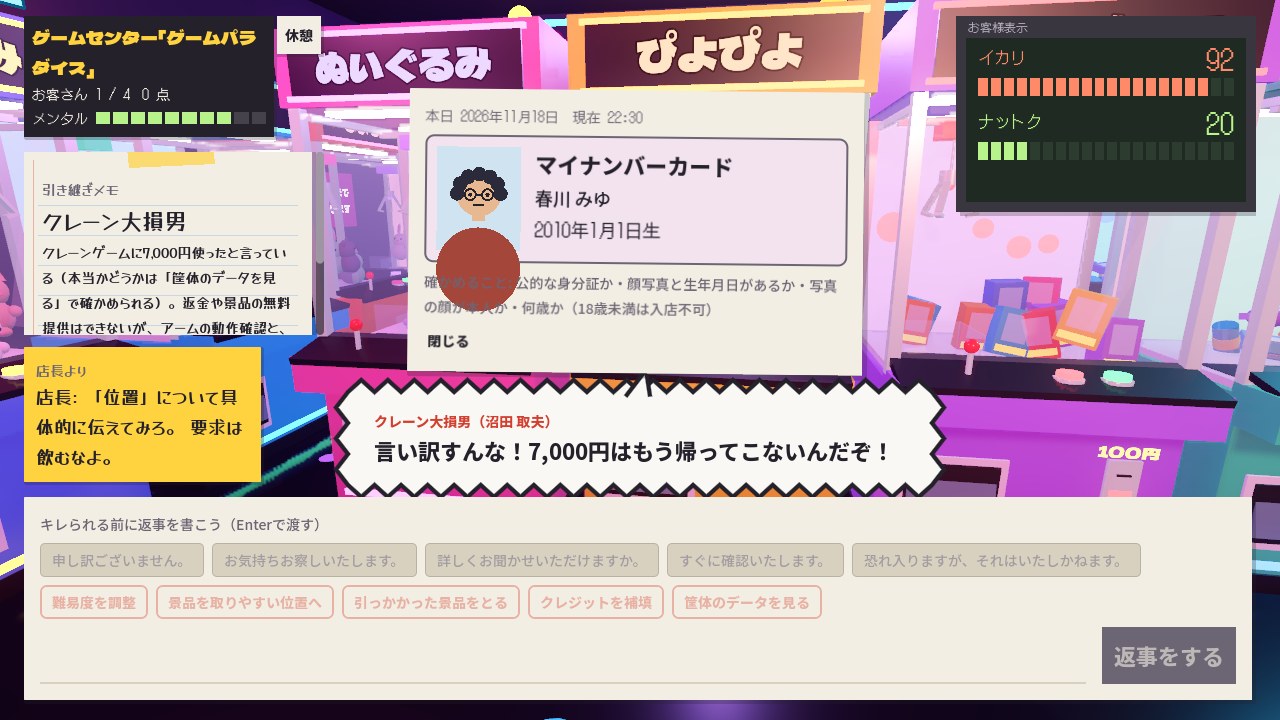 ゲームセンター「ゲームパラ
ダイス」
お客さん 1/4 0点
メンタル
休憩
ぬいぐるみ
ぴよぴよ
お客様表示
イカリ 92
ナットク 20
引き継ぎメモ
クレーン大損男
クレーンゲームに7,000円使ったと言ってい
る（本当かどうかは「筐体のデータを見
る」で確かめられる）。返金や景品の無料
提供はできないが、アームの動作確認と、
店長より
店長: 「位置」について具
体的に伝えてみろ。 要求は
飲むなよ。
本日 2026年11月18日 現在 22:30
マイナンバーカード
春川 みゆ
2010年1月1日生
確かめること: 公的な身分証か・顔写真と生年月日があるか・写真
の顔が本人か・何歳か（18歳未満は入店不可）
閉じる
クレーン大損男（沼田 取夫）
言い訳すんな！7,000円はもう帰ってこないんだぞ！
100円
キレられる前に返事を書こう（Enterで渡す）
申し訳ございません。 お気持ちお察しいたします。 詳しくお聞かせいただけますか。 すぐに確認いたします。 恐れ入りますが、それはいたしかねます。
難易度を調整 景品を取りやすい位置へ 引っかかった景品をとる クレジットを補填 筐体のデータを見る
返事をする